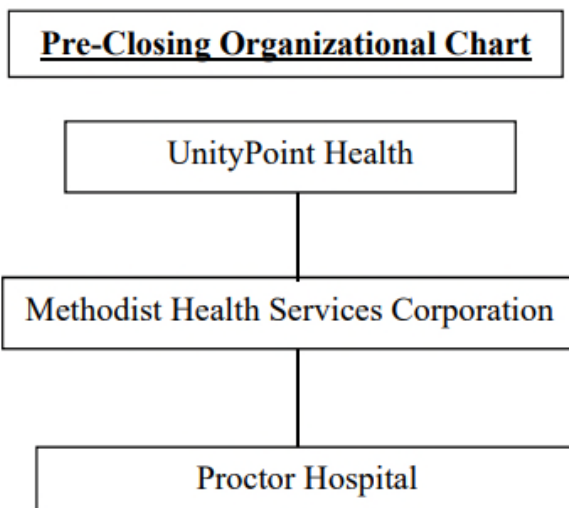 Pre-Closing Organizational Chart
UnityPoint Health
Methodist Health Services Corporation
Proctor Hospital